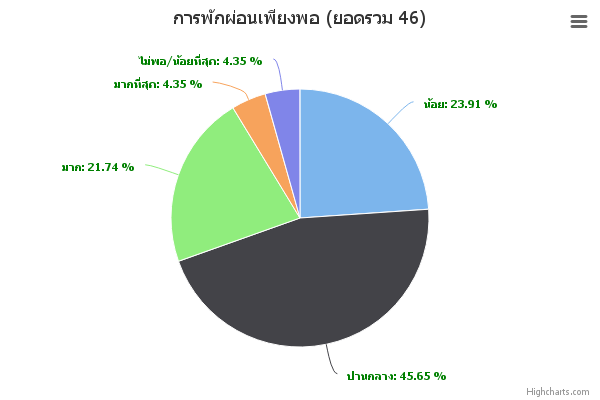 การพักผ่อนเพียงพอ (ยอดรวม 46)
ไม่พอ/น้อยที่สุด: 4.35 %
มากที่สุด: 4.35 %
น้อย: 23.91 %
มาก: 21.74 %
ปานกลาง: 45.65 %
Highcharts.com